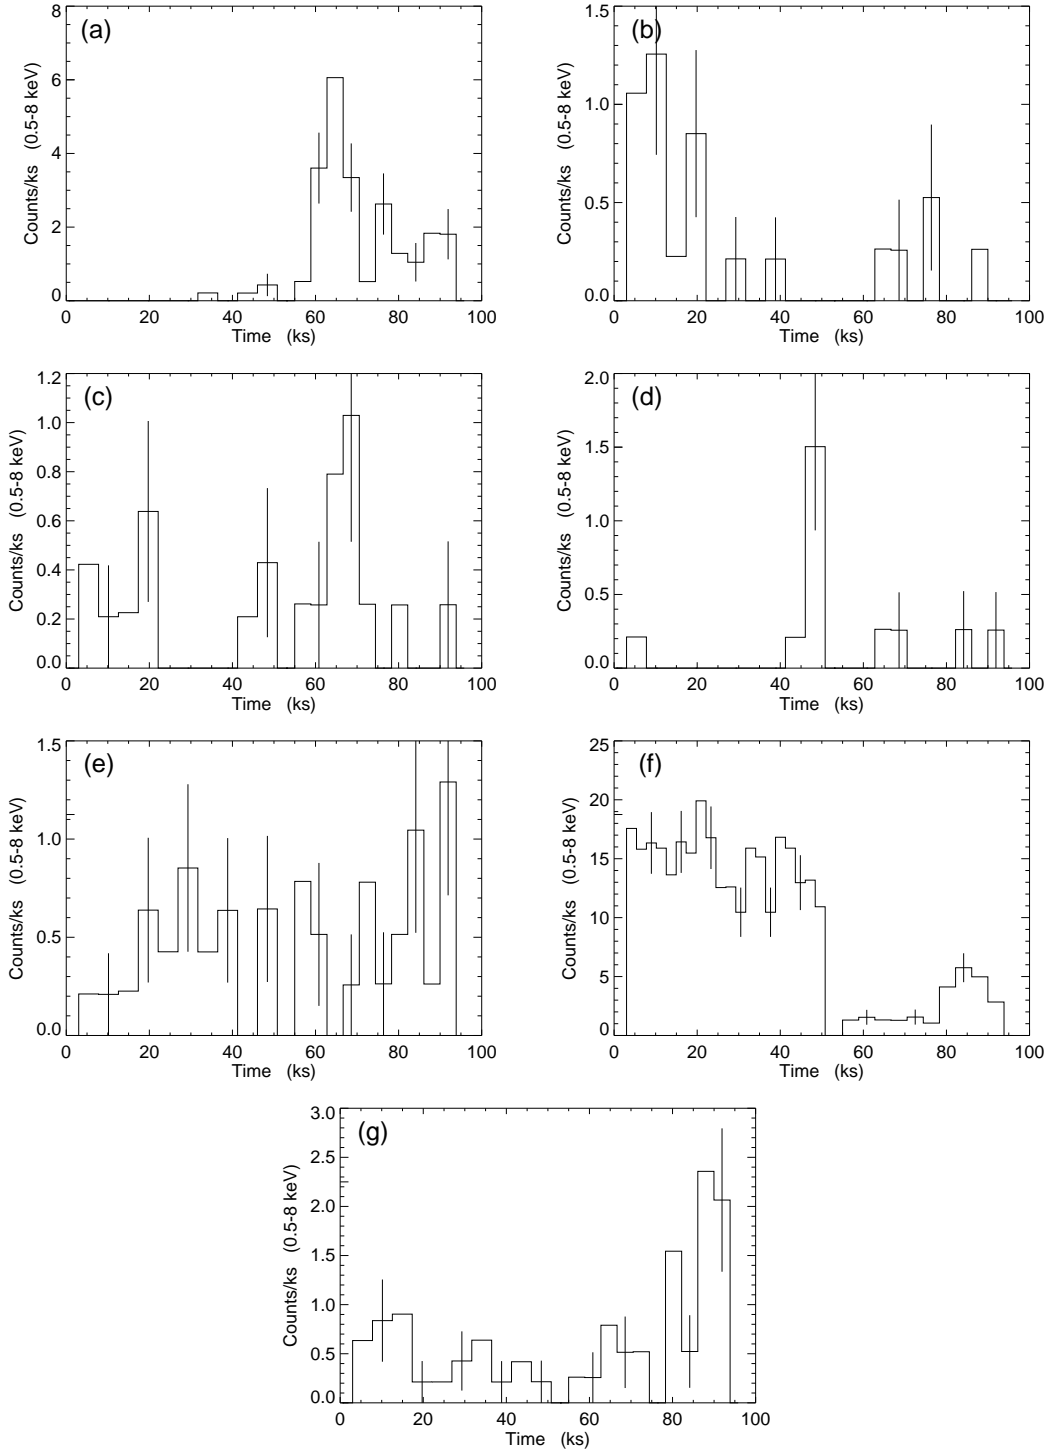 (a)
8
6
4
2
0
Counts/ks (0.5-8 keV)
0 20 40 60 80 100
Time (ks)
(b)
1.5
1.0
0.5
0.0
Counts/ks (0.5-8 keV)
0 20 40 60 80 100
Time (ks)
(c)
1.2
1.0
0.8
0.6
0.4
0.2
0.0
Counts/ks (0.5-8 keV)
0 20 40 60 80 100
Time (ks)
(d)
2.0
1.5
1.0
0.5
0.0
Counts/ks (0.5-8 keV)
0 20 40 60 80 100
Time (ks)
(e)
1.5
1.0
0.5
0.0
Counts/ks (0.5-8 keV)
0 20 40 60 80 100
Time (ks)
(f)
25
20
15
10
5
0
Counts/ks (0.5-8 keV)
0 20 40 60 80 100
Time (ks)
(g)
3.0
2.5
2.0
1.5
1.0
0.5
0.0
Counts/ks (0.5-8 keV)
0 20 40 60 80 100
Time (ks)